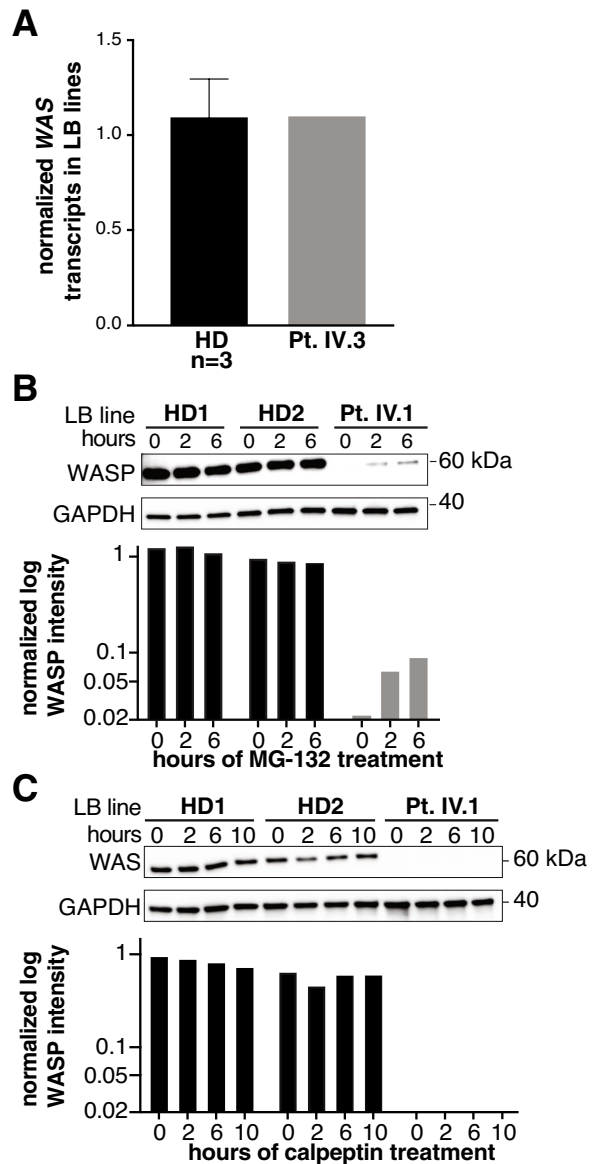 A
normalized WAS
transcripts in LB lines
1.5
1.0
0.5
0.0
HD
n=3
Pt. IV.3
B
LB line HD1 HD2 Pt. IV.1
hours 0 2 6 0 2 6 0 2 6
WASP 60 kDa
GAPDH 40
normalized log
WASP intensity
1
0.1
0.05
0.02
0 2 6 0 2 6 0 2 6
hours of MG-132 treatment
C
LB line HD1 HD2 Pt. IV.1
hours 0 2 6 10 0 2 6 10 0 2 6 10
WAS 60 kDa
GAPDH 40
normalized log
WASP intensity
1
0.1
0.05
0.02
0 2 6 10 0 2 6 10 0 2 6 10
hours of calpeptin treatment